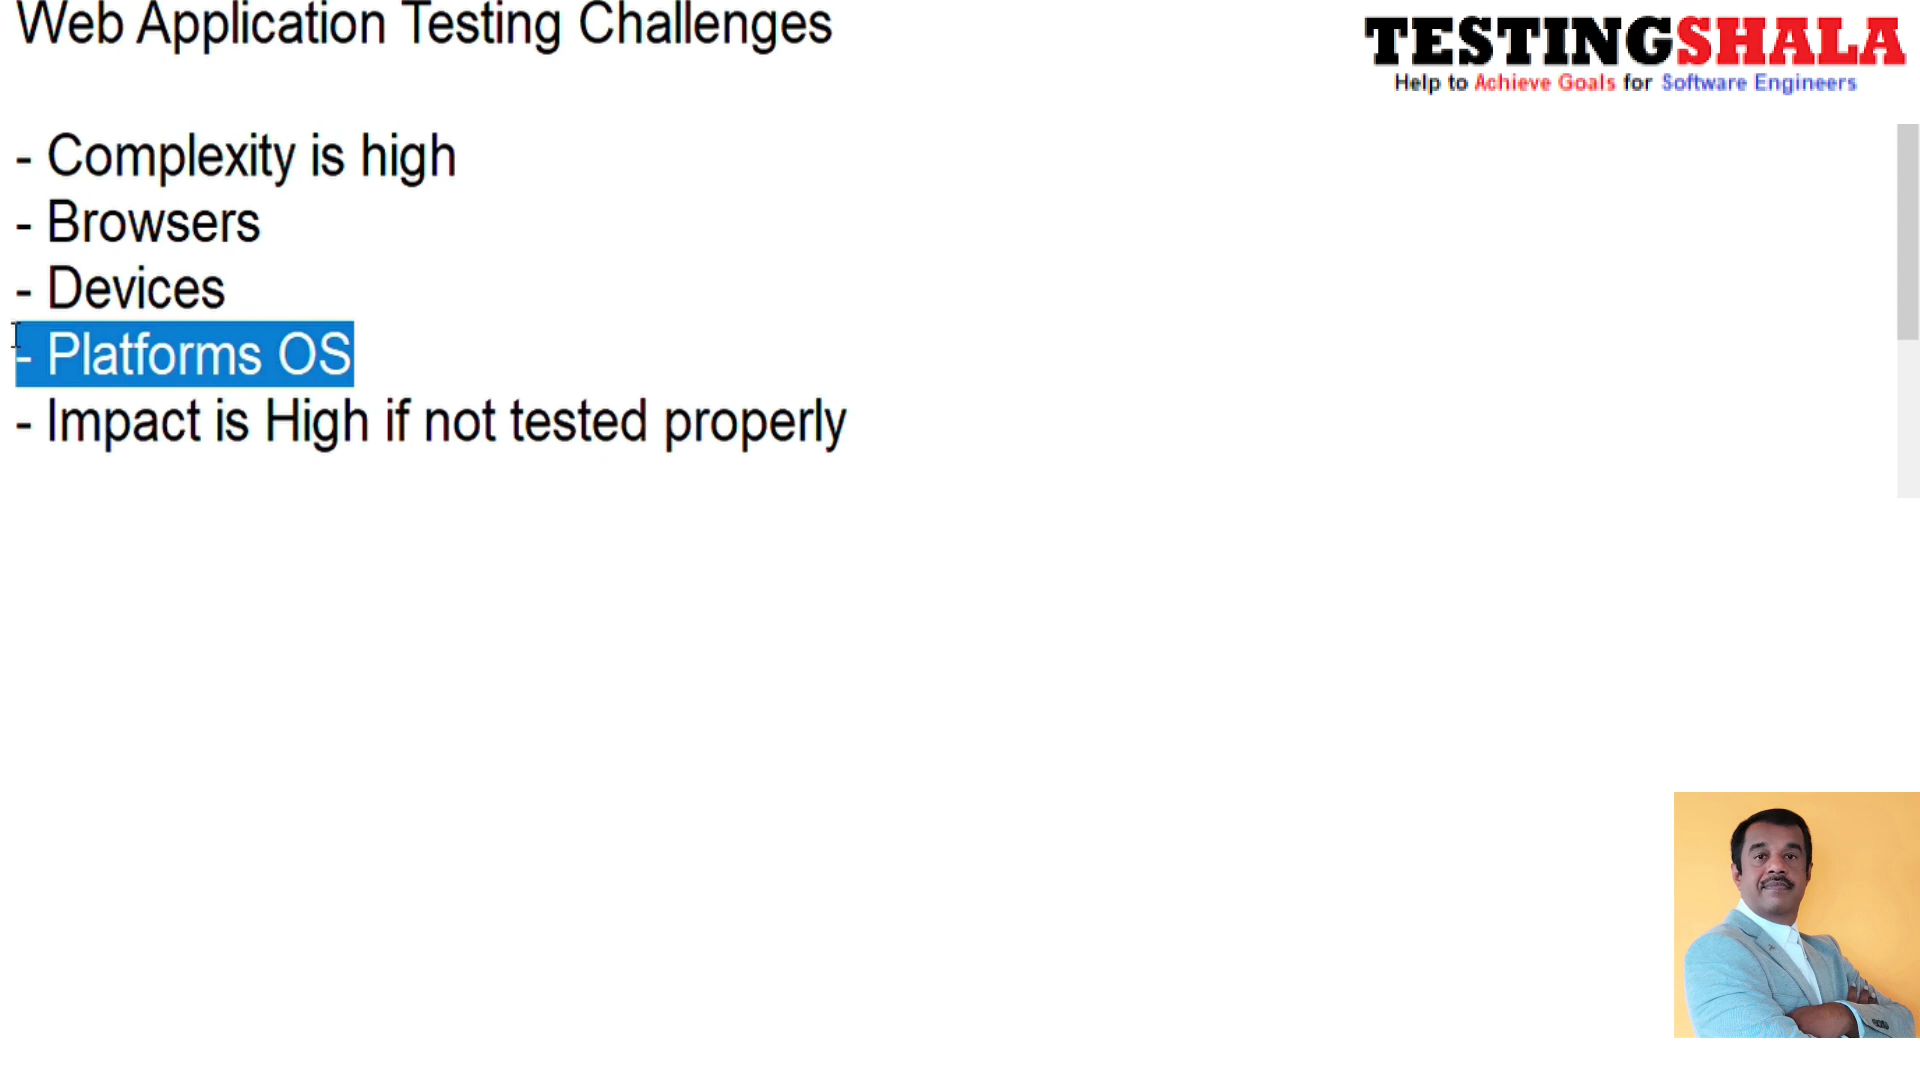 Web Application Testing Challenges
TESTINGSHALA
Help to Achieve Goals for Software Engineers
- Complexity is high
- Browsers
- Devices
- Platforms OS
- Impact is High if not tested properly